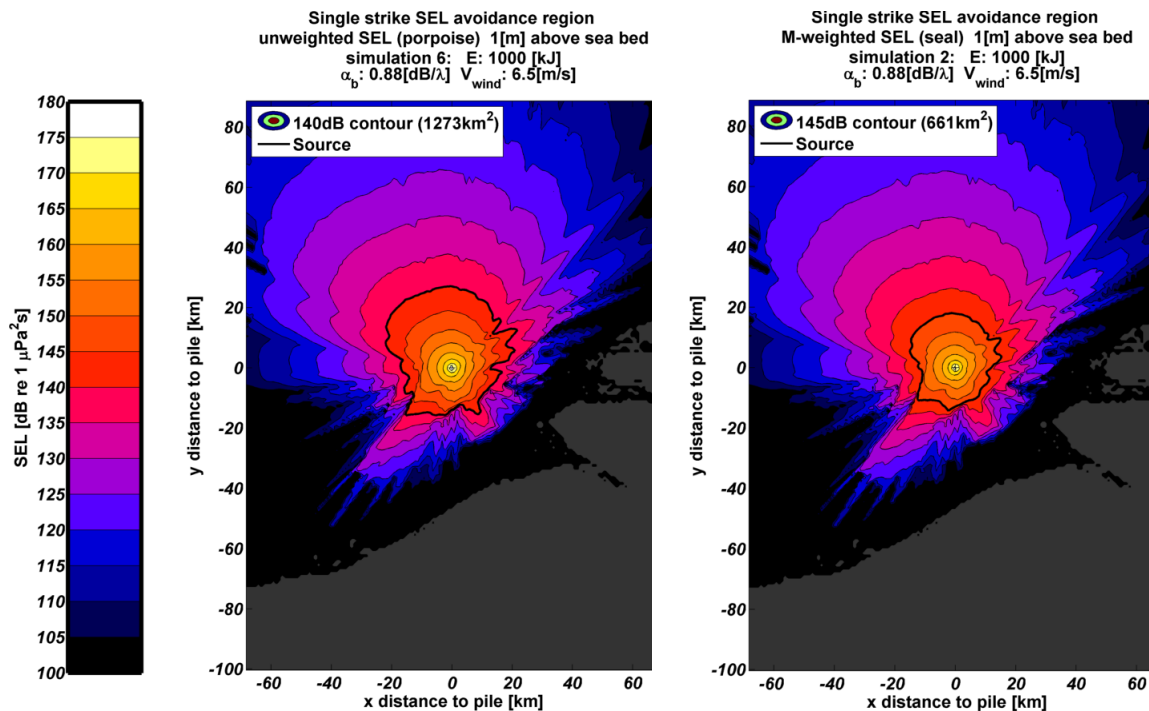 Single strike SEL avoidance region
unweighted SEL (porpoise) 1[m] above sea bed
simulation 6: E: 1000 [kJ]
α_b: 0.88[dB/λ] V_wind: 6.5[m/s]
Single strike SEL avoidance region
M-weighted SEL (seal) 1[m] above sea bed
simulation 2: E: 1000 [kJ]
α_b: 0.88[dB/λ] V_wind: 6.5[m/s]
SEL [dB re 1 μPa²s]
180
175
170
165
160
155
150
145
140
135
130
125
120
115
110
105
100
140dB contour (1273km²)
Source
y distance to pile [km]
80
60
40
20
0
-20
-40
-60
-80
-100
-60 -40 -20 0 20 40 60
x distance to pile [km]
145dB contour (661km²)
Source
y distance to pile [km]
80
60
40
20
0
-20
-40
-60
-80
-100
-60 -40 -20 0 20 40 60
x distance to pile [km]